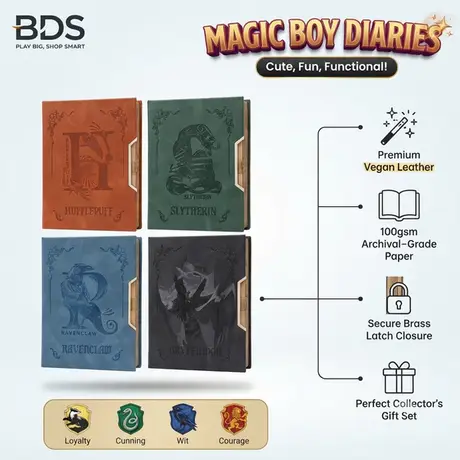 BDS
PLAY BIG, SHOP SMART
MAGIC BOY DIARIES
Cute, Fun, Functional!
SLYTHERIN
RAVENCLAW
RAVENCLAW
Premium
Vegan Leather
100gsm
Archival-Grade
Paper
Secure Brass
Latch Closure
Perfect Collector's
Gift Set
Loyalty
Cunning
Wit
Courage